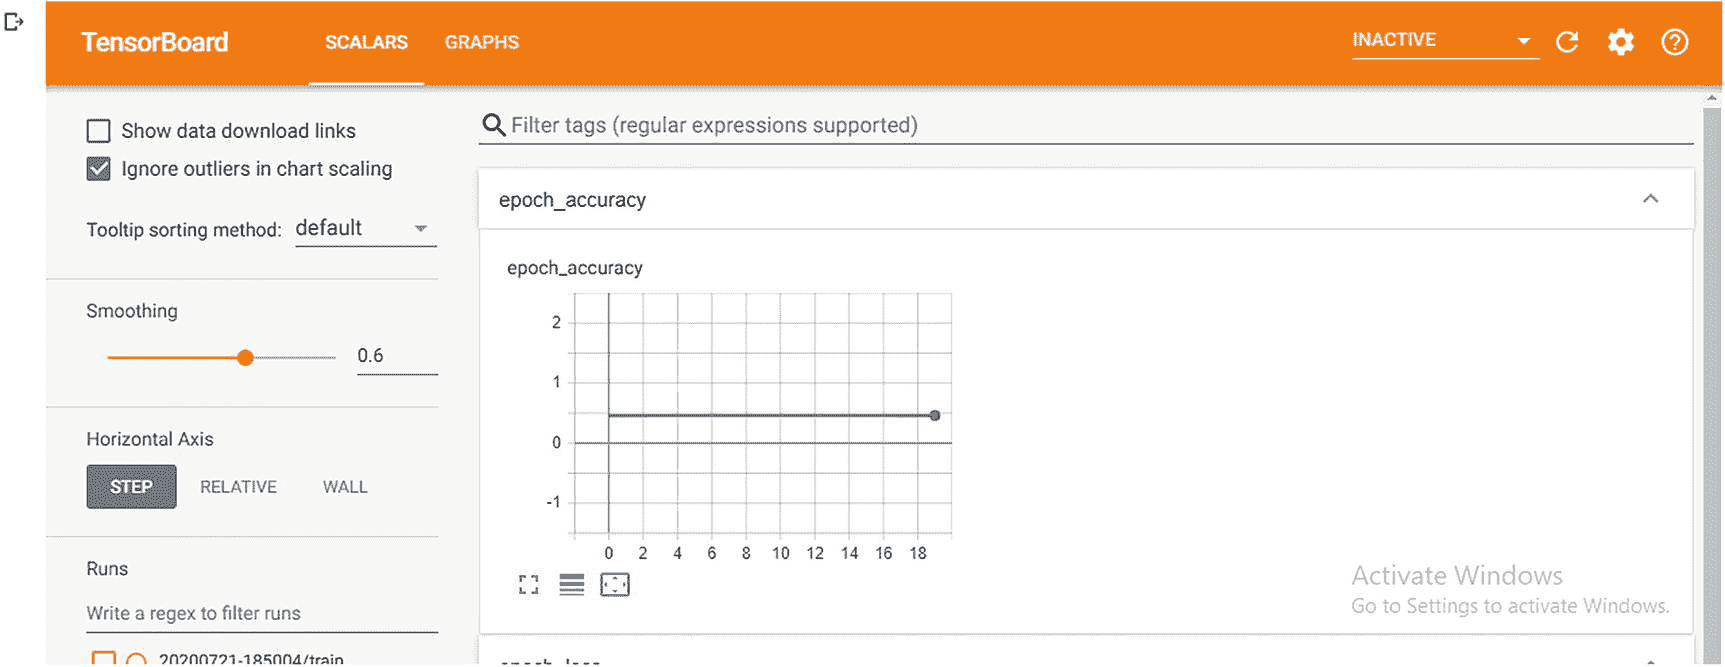 TensorBoard SCALARS GRAPHS INACTIVE
Show data download links
Ignore outliers in chart scaling
Tooltip sorting method: default
Smoothing
0.6
Horizontal Axis
STEP RELATIVE WALL
Runs
Write a regex to filter runs
20200721-185004/train
Filter tags (regular expressions supported)
epoch_accuracy
epoch_accuracy
2
1
0
-1
0 2 4 6 8 10 12 14 16 18
Activate Windows
Go to Settings to activate Windows.
epoch_loss